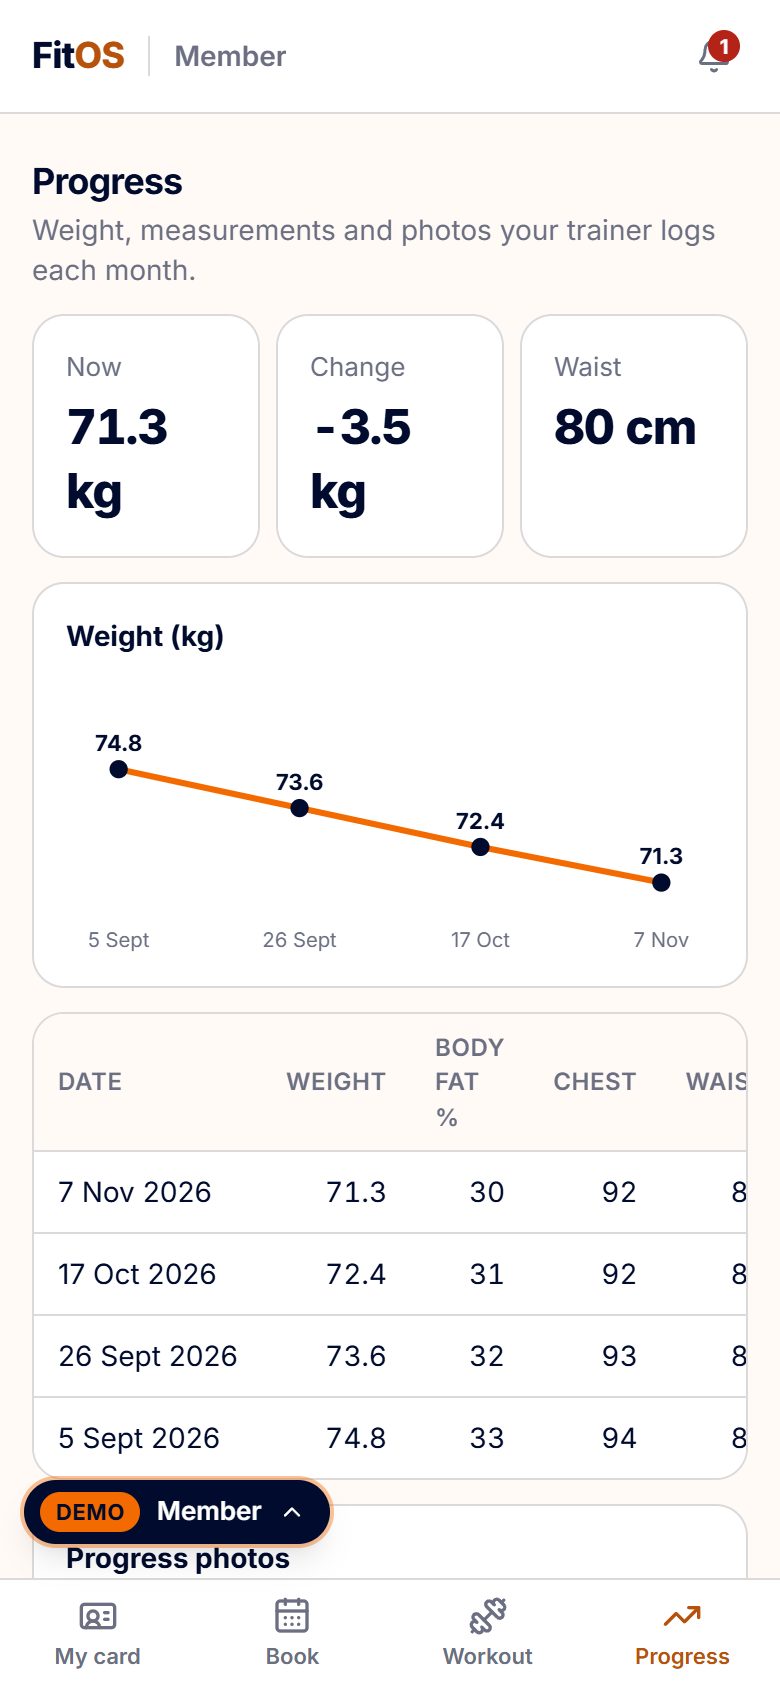 FitOS Member 1
Progress
Weight, measurements and photos your trainer logs
each month.
Now Change Waist
71.3 -3.5 80 cm
kg kg
Weight (kg)
74.8
73.6
72.4
71.3
5 Sept 26 Sept 17 Oct 7 Nov
DATE WEIGHT BODY FAT % CHEST
7 Nov 2026 71.3 30 92
17 Oct 2026 72.4 31 92
26 Sept 2026 73.6 32 93
5 Sept 2026 74.8 33 94
DEMO Member
Progress photos
My card Book Workout Progress